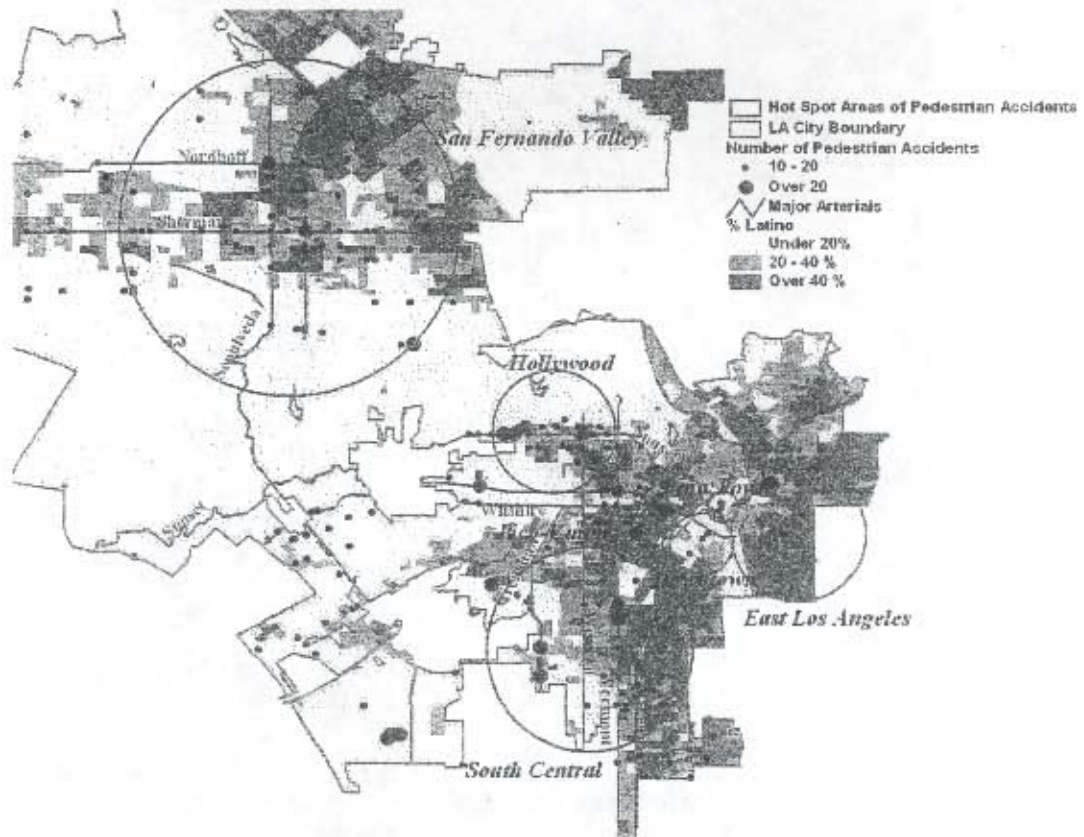 San Fernando Valley
Nordhoff
Sherman
Sepulveda
Hot Spot Areas of Pedestrian Accidents
LA City Boundary
Number of Pedestrian Accidents
10 - 20
Over 20
Major Arterials
% Latino
Under 20%
20 - 40 %
Over 40 %
Hollywood
Sunset
Wilshire
Vermont
East Los Angeles
South Central